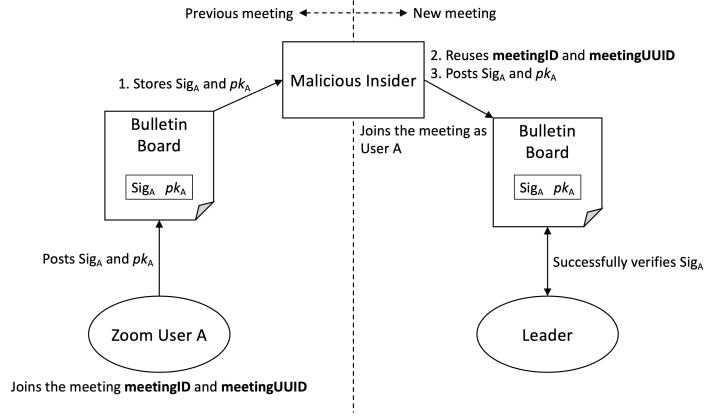 Previous meeting
New meeting
1. Stores SigA and pkA
Malicious Insider
2. Reuses meetingID and meetingUUID
3. Posts SigA and pkA
Joins the meeting as
User A
Bulletin
Board
SigA pkA
Bulletin
Board
SigA pkA
Posts SigA and pkA
Successfully verifies SigA
Zoom User A
Leader
Joins the meeting meetingID and meetingUUID